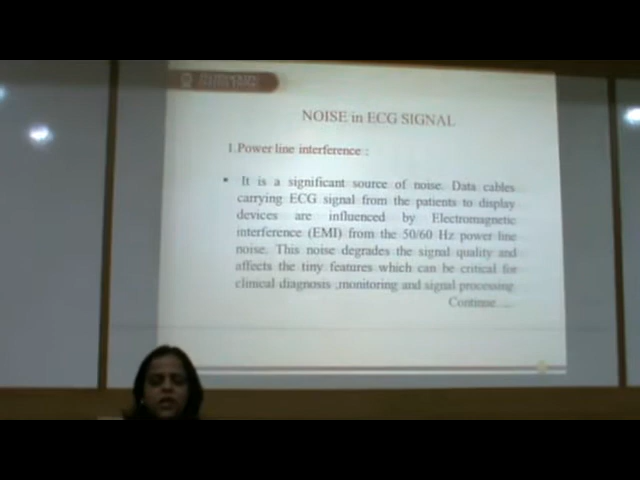 NOISE in ECG SIGNAL
1.Power line interference :
▪ It is a significant source of noise. Data cables
carrying ECG signal from the patients to display
devices are influenced by Electromagnetic
interference (EMI) from the 50/60 Hz power line
noise. This noise degrades the signal quality and
affects the tiny features which can be critical for
clinical diagnosis ,monitoring and signal processing
Continue....